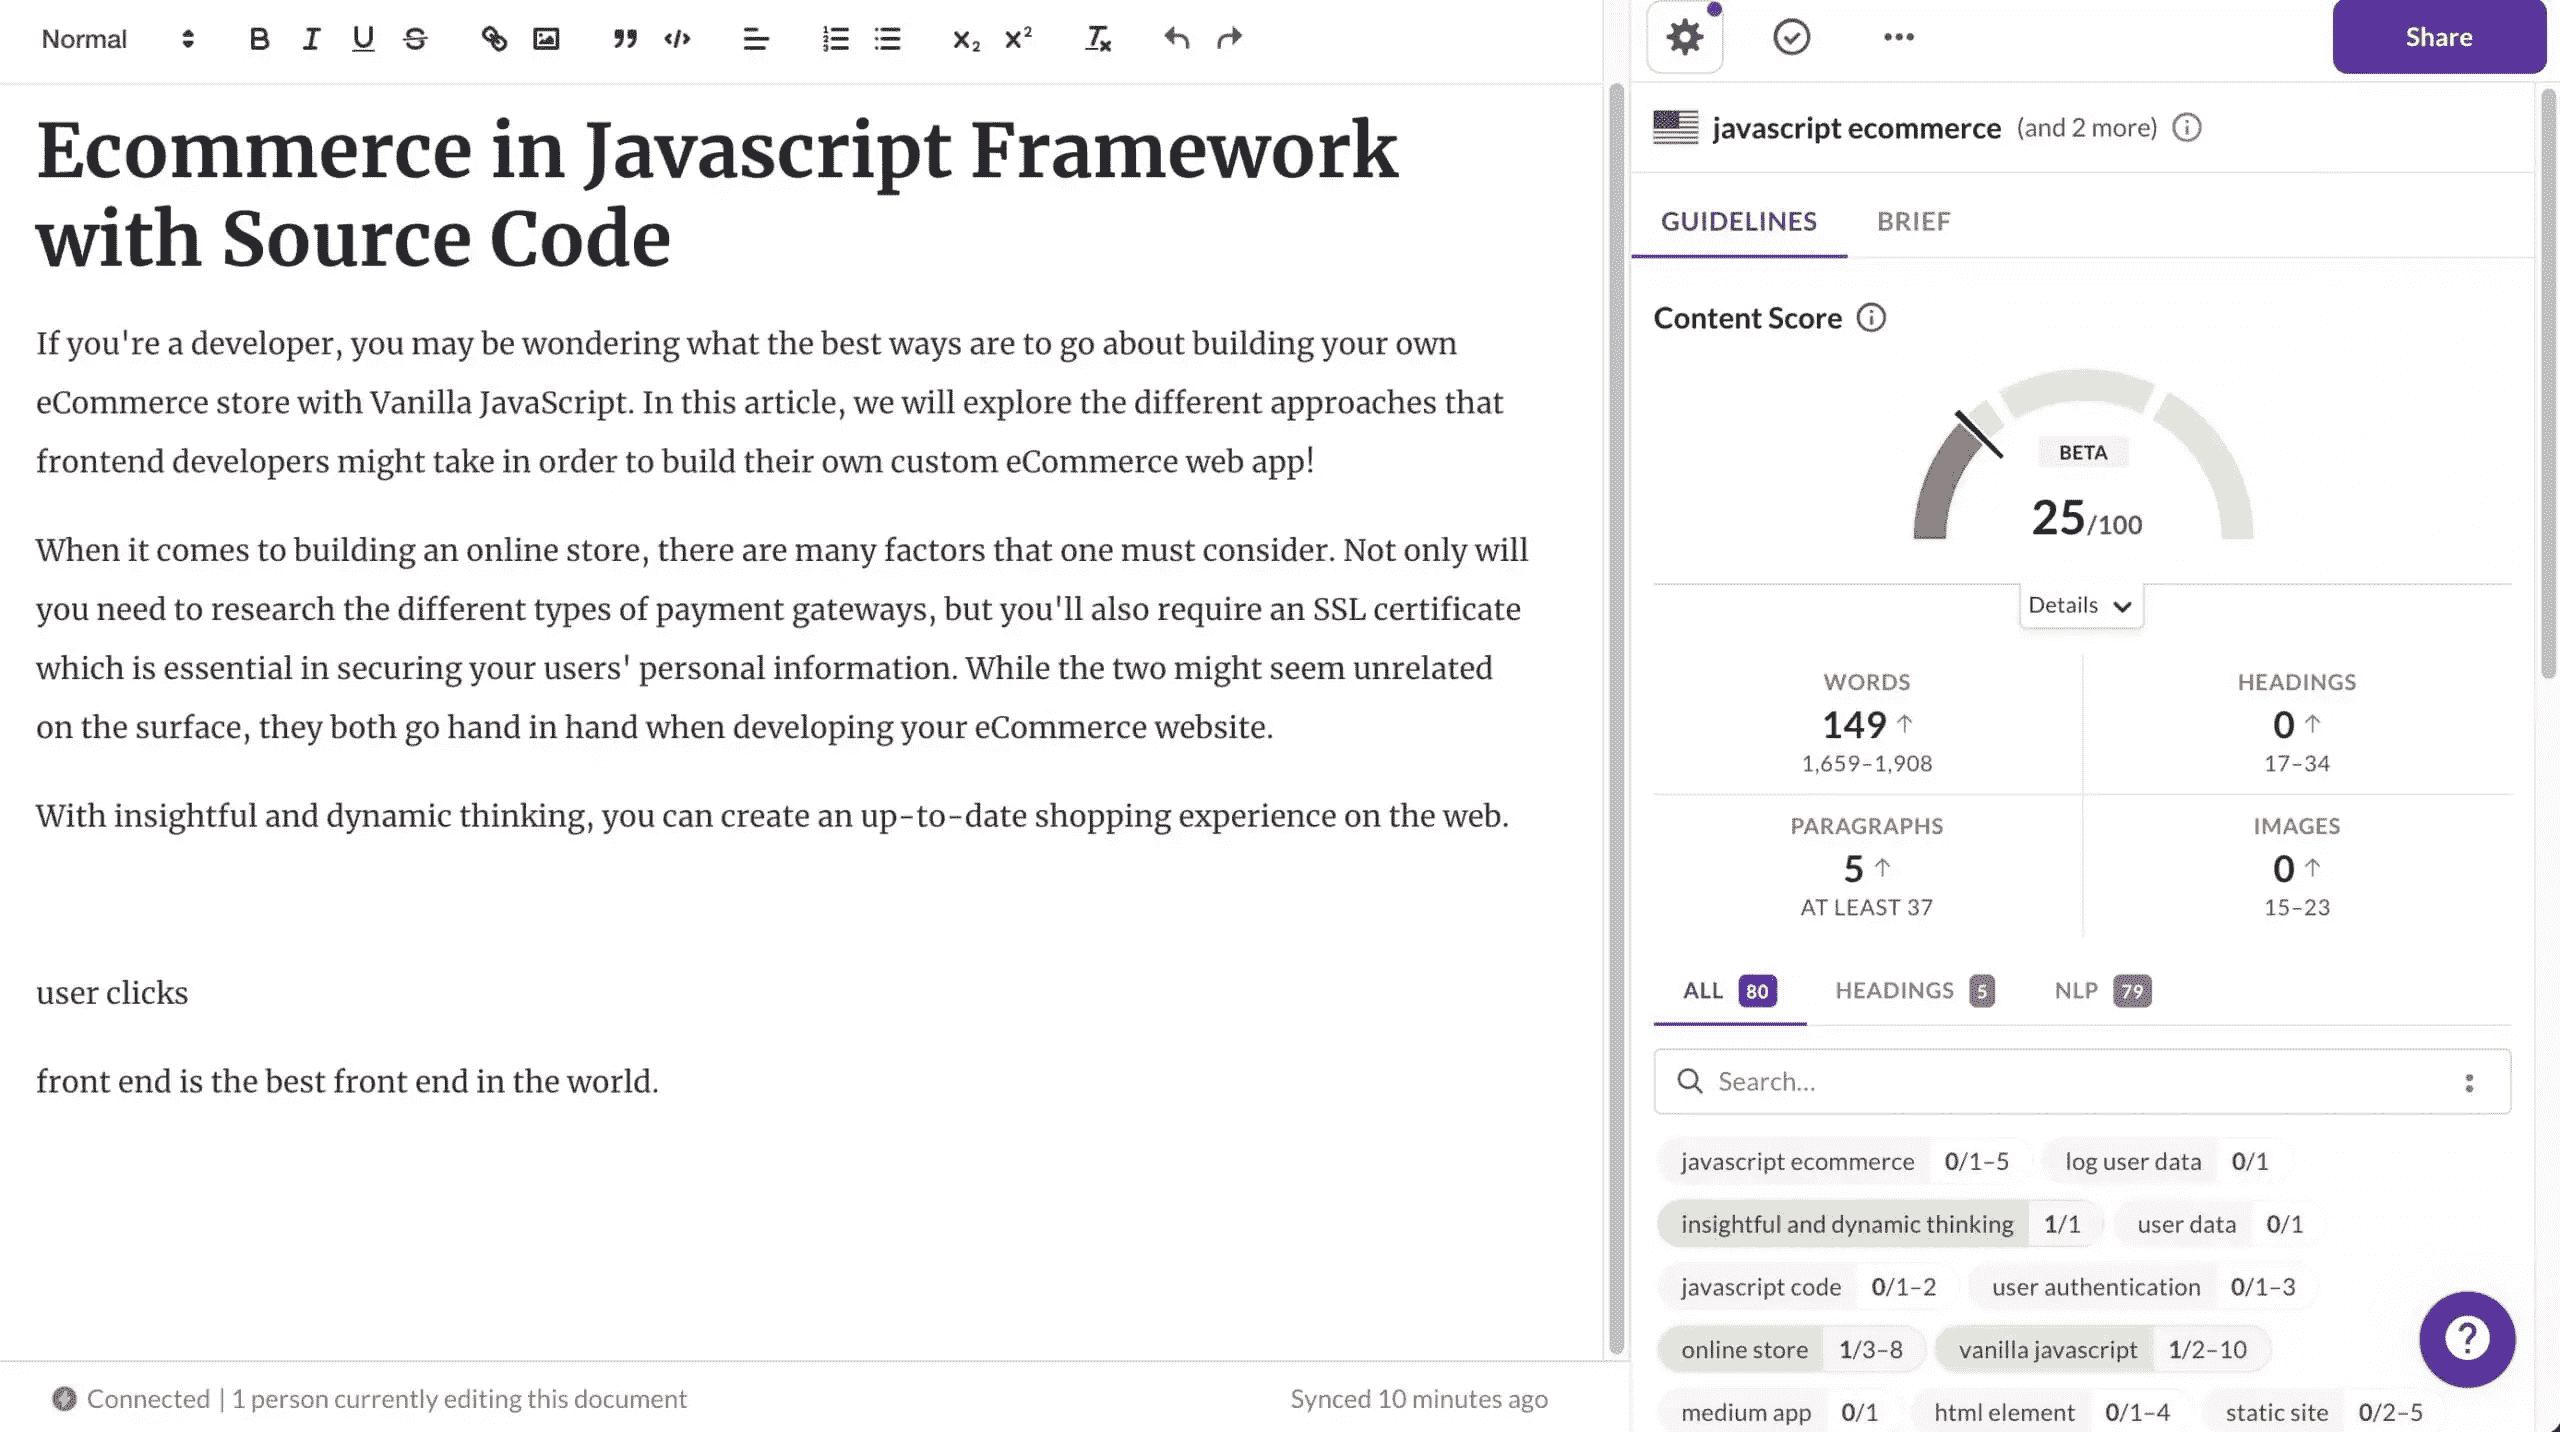 Normal
Share
Ecommerce in Javascript Framework
with Source Code
If you're a developer, you may be wondering what the best ways are to go about building your own
eCommerce store with Vanilla JavaScript. In this article, we will explore the different approaches that
frontend developers might take in order to build their own custom eCommerce web app!
When it comes to building an online store, there are many factors that one must consider. Not only will
you need to research the different types of payment gateways, but you'll also require an SSL certificate
which is essential in securing your users' personal information. While the two might seem unrelated
on the surface, they both go hand in hand when developing your eCommerce website.
With insightful and dynamic thinking, you can create an up-to-date shopping experience on the web.
user clicks
front end is the best front end in the world.
Connected | 1 person currently editing this document
Synced 10 minutes ago
javascript ecommerce (and 2 more)
GUIDELINES BRIEF
Content Score
BETA
25/100
Details
WORDS
149 ↑
1,659–1,908
HEADINGS
0 ↑
17–34
PARAGRAPHS
5 ↑
AT LEAST 37
IMAGES
0 ↑
15–23
ALL 80 HEADINGS 5 NLP 79
Search...
javascript ecommerce 0/1–5 log user data 0/1
insightful and dynamic thinking 1/1 user data 0/1
javascript code 0/1–2 user authentication 0/1–3
online store 1/3–8 vanilla javascript 1/2–10
medium app 0/1 html element 0/1–4 static site 0/2–5